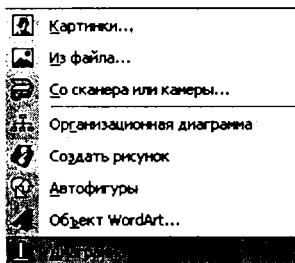 Картинки...
Из файла...
Со сканера или камеры...
Организационная диаграмма
Создать рисунок
Автофигуры
Объект WordArt...